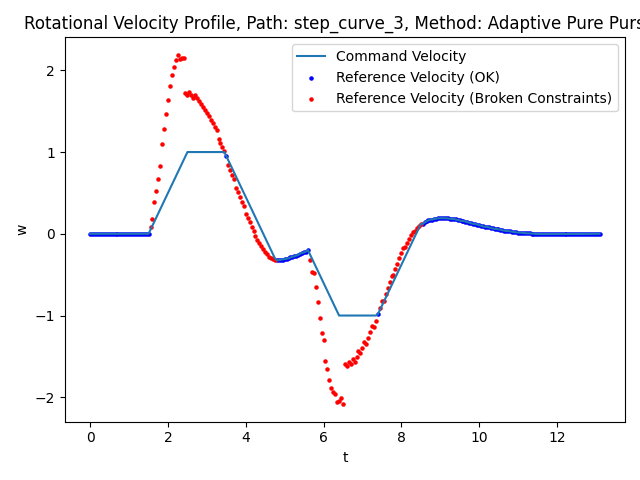 Rotational Velocity Profile, Path: step_curve_3, Method: Adaptive Pure Purs
Command Velocity
Reference Velocity (OK)
Reference Velocity (Broken Constraints)
w
2
1
0
−1
−2
0 2 4 6 8 10 12
t